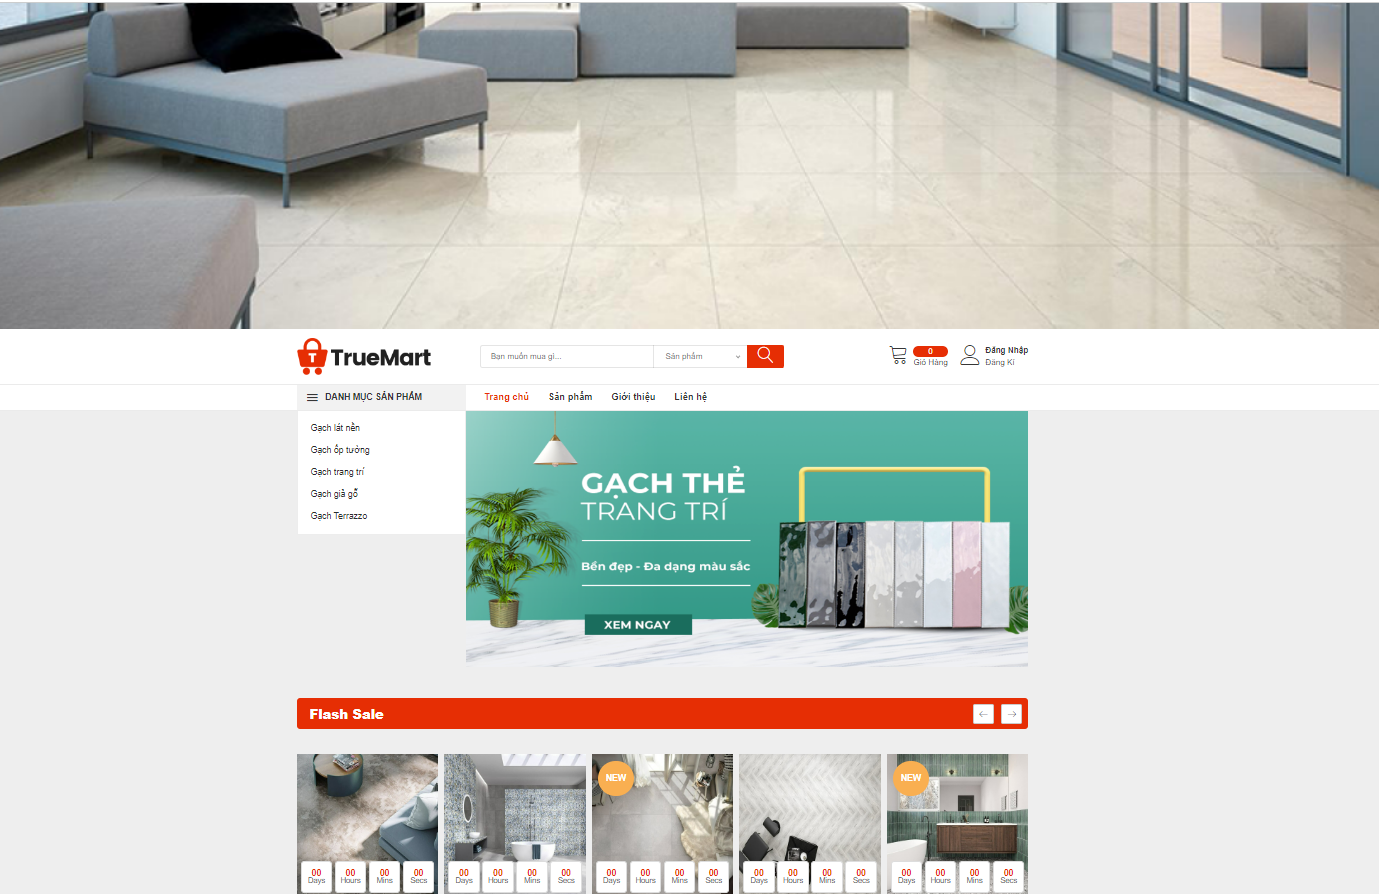 TrueMart
Bạn muốn mua gì...
Sản phẩm
0
Giỏ Hàng
Đăng Nhập
Đăng Kí
DANH MỤC SẢN PHẨM
Trang chủ
Sản phẩm
Giới thiệu
Liên hệ
Gạch lát nền
Gạch ốp tường
Gạch trang trí
Gạch giả gỗ
Gạch Terrazzo
GẠCH THẺ
TRANG TRÍ
Bền đẹp - Đa dạng màu sắc
XEM NGAY
Flash Sale
NEW
NEW
00 00 00 00
Days Hours Mins Secs
00 00 00 00
Days Hours Mins Secs
00 00 00 00
Days Hours Mins Secs
00 00 00 00
Days Hours Mins Secs
00 00 00 00
Days Hours Mins Secs